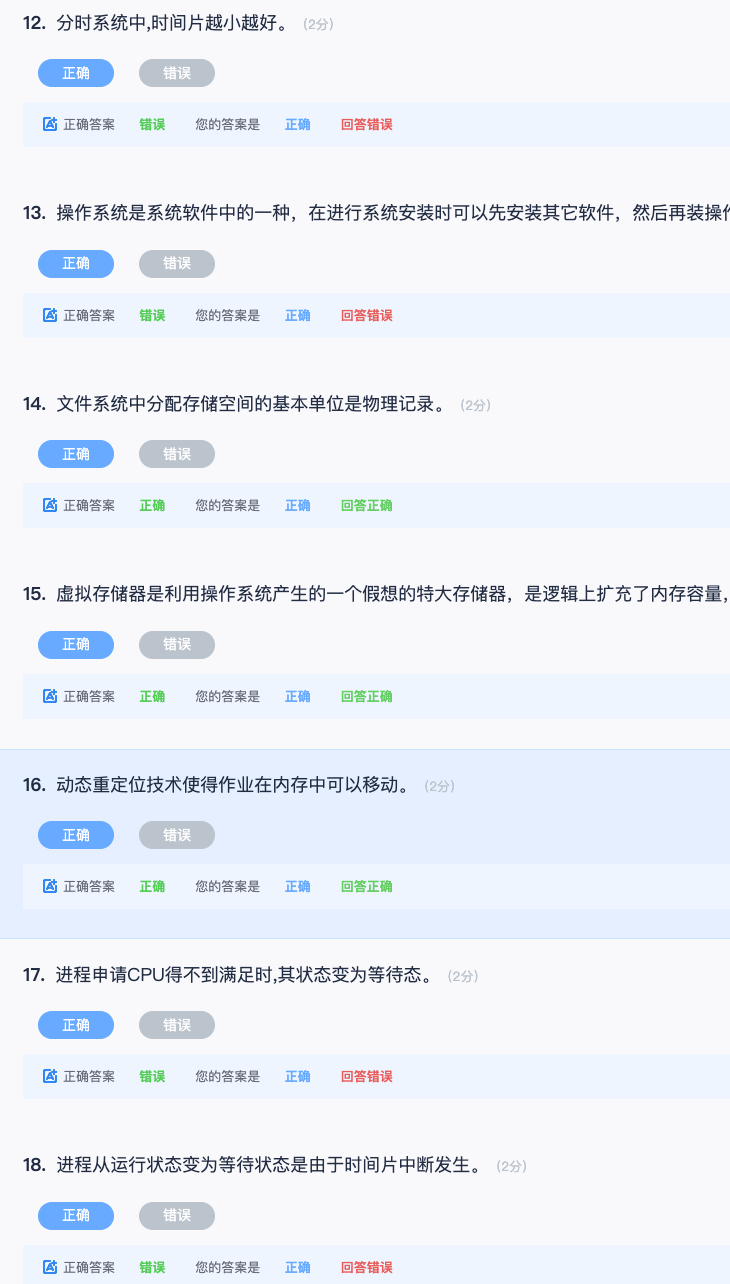 12. 分时系统中,时间片越小越好。 (2分)
正确 错误
正确答案 错误 您的答案是 正确 回答错误
13. 操作系统是系统软件中的一种，在进行系统安装时可以先安装其它软件，然后再装操作
正确 错误
正确答案 错误 您的答案是 正确 回答错误
14. 文件系统中分配存储空间的基本单位是物理记录。 (2分)
正确 错误
正确答案 正确 您的答案是 正确 回答正确
15. 虚拟存储器是利用操作系统产生的一个假想的特大存储器，是逻辑上扩充了内存容量，
正确 错误
正确答案 正确 您的答案是 正确 回答正确
16. 动态重定位技术使得作业在内存中可以移动。 (2分)
正确 错误
正确答案 正确 您的答案是 正确 回答正确
17. 进程申请CPU得不到满足时,其状态变为等待态。 (2分)
正确 错误
正确答案 错误 您的答案是 正确 回答错误
18. 进程从运行状态变为等待状态是由于时间片中断发生。 (2分)
正确 错误
正确答案 错误 您的答案是 正确 回答错误